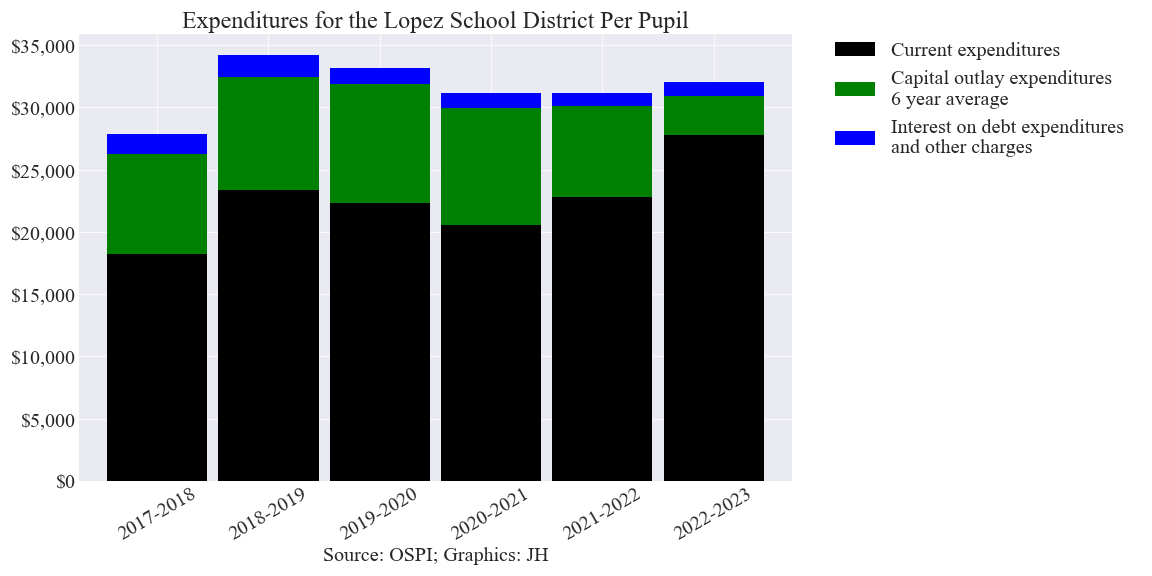 Expenditures for the Lopez School District Per Pupil
$35,000
$30,000
$25,000
$20,000
$15,000
$10,000
$5,000
$0
2017-2018
2018-2019
2019-2020
2020-2021
2021-2022
2022-2023
Source: OSPI; Graphics: JH
Current expenditures
Capital outlay expenditures
6 year average
Interest on debt expenditures
and other charges